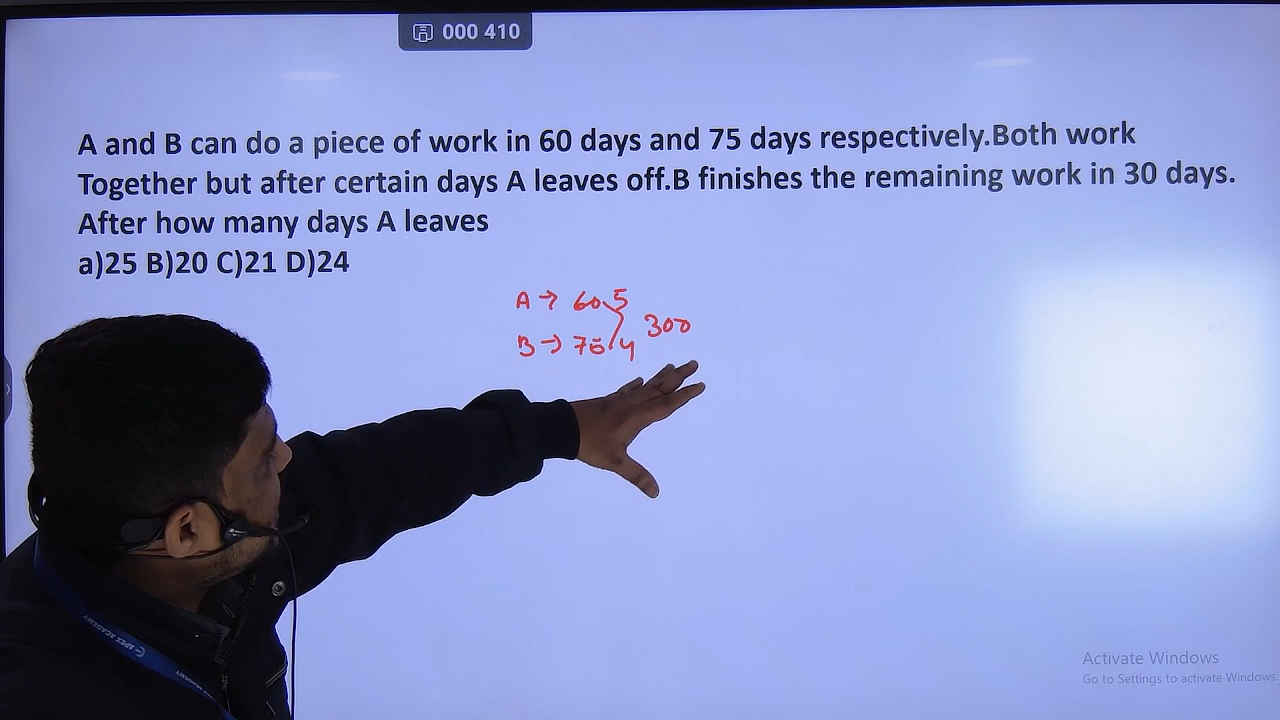 000 410
A and B can do a piece of work in 60 days and 75 days respectively.Both work
Together but after certain days A leaves off.B finishes the remaining work in 30 days.
After how many days A leaves
a)25 B)20 C)21 D)24
A → 60 5
300
B → 75 4
APEX ACADEMY
Activate Windows
Go to Settings to activate Windows.